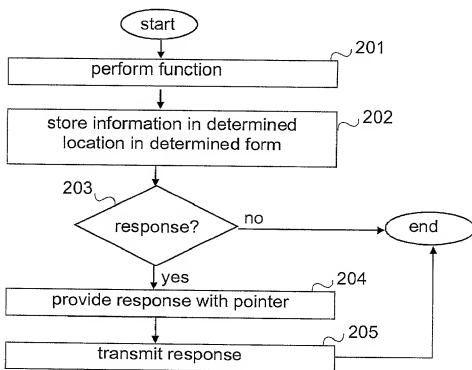 start
201
perform function
202
store information in determined
location in determined form
203
response?
no
end
yes
204
provide response with pointer
205
transmit response